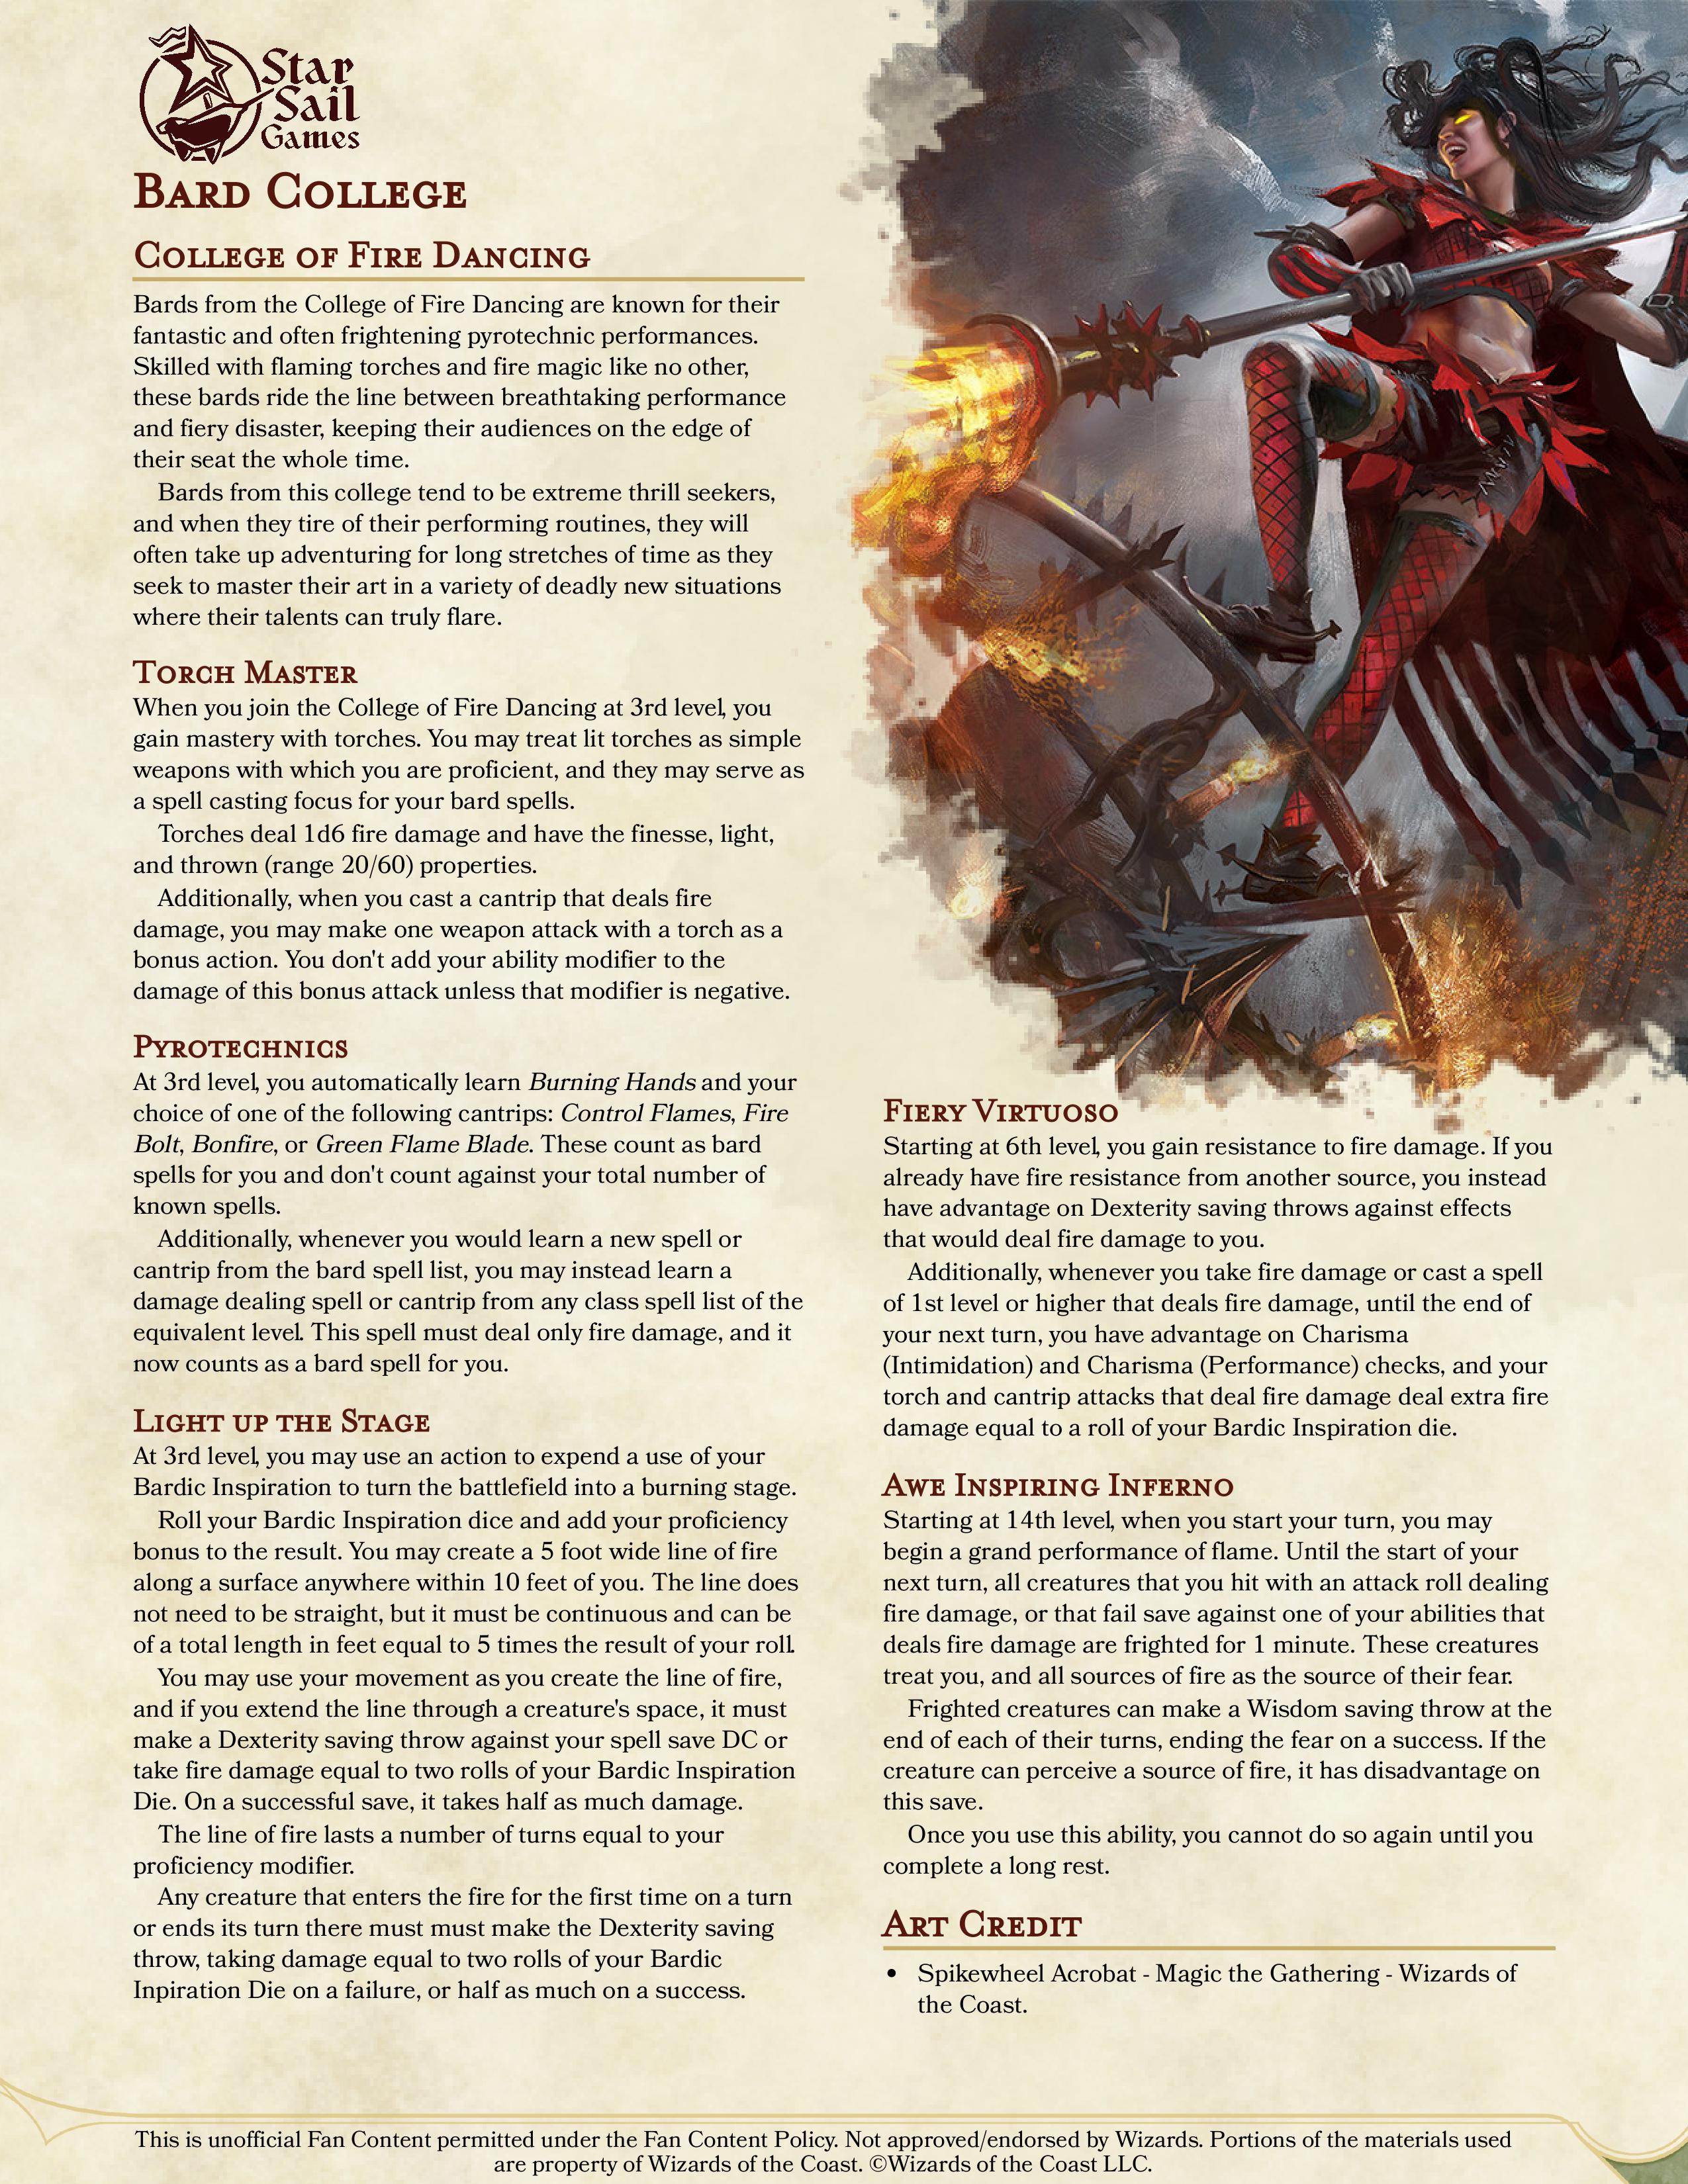 Star
Sail
Games
Bard College
College of Fire Dancing
Bards from the College of Fire Dancing are known for their
fantastic and often frightening pyrotechnic performances.
Skilled with flaming torches and fire magic like no other,
these bards ride the line between breathtaking performance
and fiery disaster, keeping their audiences on the edge of
their seat the whole time.
Bards from this college tend to be extreme thrill seekers,
and when they tire of their performing routines, they will
often take up adventuring for long stretches of time as they
seek to master their art in a variety of deadly new situations
where their talents can truly flare.
Torch Master
When you join the College of Fire Dancing at 3rd level, you
gain mastery with torches. You may treat lit torches as simple
weapons with which you are proficient, and they may serve as
a spell casting focus for your bard spells.
Torches deal 1d6 fire damage and have the finesse, light,
and thrown (range 20/60) properties.
Additionally, when you cast a cantrip that deals fire
damage, you may make one weapon attack with a torch as a
bonus action. You don't add your ability modifier to the
damage of this bonus attack unless that modifier is negative.
Pyrotechnics
At 3rd level, you automatically learn Burning Hands and your
choice of one of the following cantrips: Control Flames, Fire
Bolt, Bonfire, or Green Flame Blade. These count as bard
spells for you and don't count against your total number of
known spells.
Additionally, whenever you would learn a new spell or
cantrip from the bard spell list, you may instead learn a
damage dealing spell or cantrip from any class spell list of the
equivalent level. This spell must deal only fire damage, and it
now counts as a bard spell for you.
Light up the Stage
At 3rd level, you may use an action to expend a use of your
Bardic Inspiration to turn the battlefield into a burning stage.
Roll your Bardic Inspiration dice and add your proficiency
bonus to the result. You may create a 5 foot wide line of fire
along a surface anywhere within 10 feet of you. The line does
not need to be straight, but it must be continuous and can be
of a total length in feet equal to 5 times the result of your roll.
You may use your movement as you create the line of fire,
and if you extend the line through a creature's space, it must
make a Dexterity saving throw against your spell save DC or
take fire damage equal to two rolls of your Bardic Inspiration
Die. On a successful save, it takes half as much damage.
The line of fire lasts a number of turns equal to your
proficiency modifier.
Any creature that enters the fire for the first time on a turn
or ends its turn there must must make the Dexterity saving
throw, taking damage equal to two rolls of your Bardic
Inpiration Die on a failure, or half as much on a success.
Fiery Virtuoso
Starting at 6th level, you gain resistance to fire damage. If you
already have fire resistance from another source, you instead
have advantage on Dexterity saving throws against effects
that would deal fire damage to you.
Additionally, whenever you take fire damage or cast a spell
of 1st level or higher that deals fire damage, until the end of
your next turn, you have advantage on Charisma
(Intimidation) and Charisma (Performance) checks, and your
torch and cantrip attacks that deal fire damage deal extra fire
damage equal to a roll of your Bardic Inspiration die.
Awe Inspiring Inferno
Starting at 14th level, when you start your turn, you may
begin a grand performance of flame. Until the start of your
next turn, all creatures that you hit with an attack roll dealing
fire damage, or that fail save against one of your abilities that
deals fire damage are frighted for 1 minute. These creatures
treat you, and all sources of fire as the source of their fear.
Frighted creatures can make a Wisdom saving throw at the
end of each of their turns, ending the fear on a success. If the
creature can perceive a source of fire, it has disadvantage on
this save.
Once you use this ability, you cannot do so again until you
complete a long rest.
Art Credit
• Spikewheel Acrobat - Magic the Gathering - Wizards of
the Coast.
This is unofficial Fan Content permitted under the Fan Content Policy. Not approved/endorsed by Wizards. Portions of the materials used
are property of Wizards of the Coast. ©Wizards of the Coast LLC.